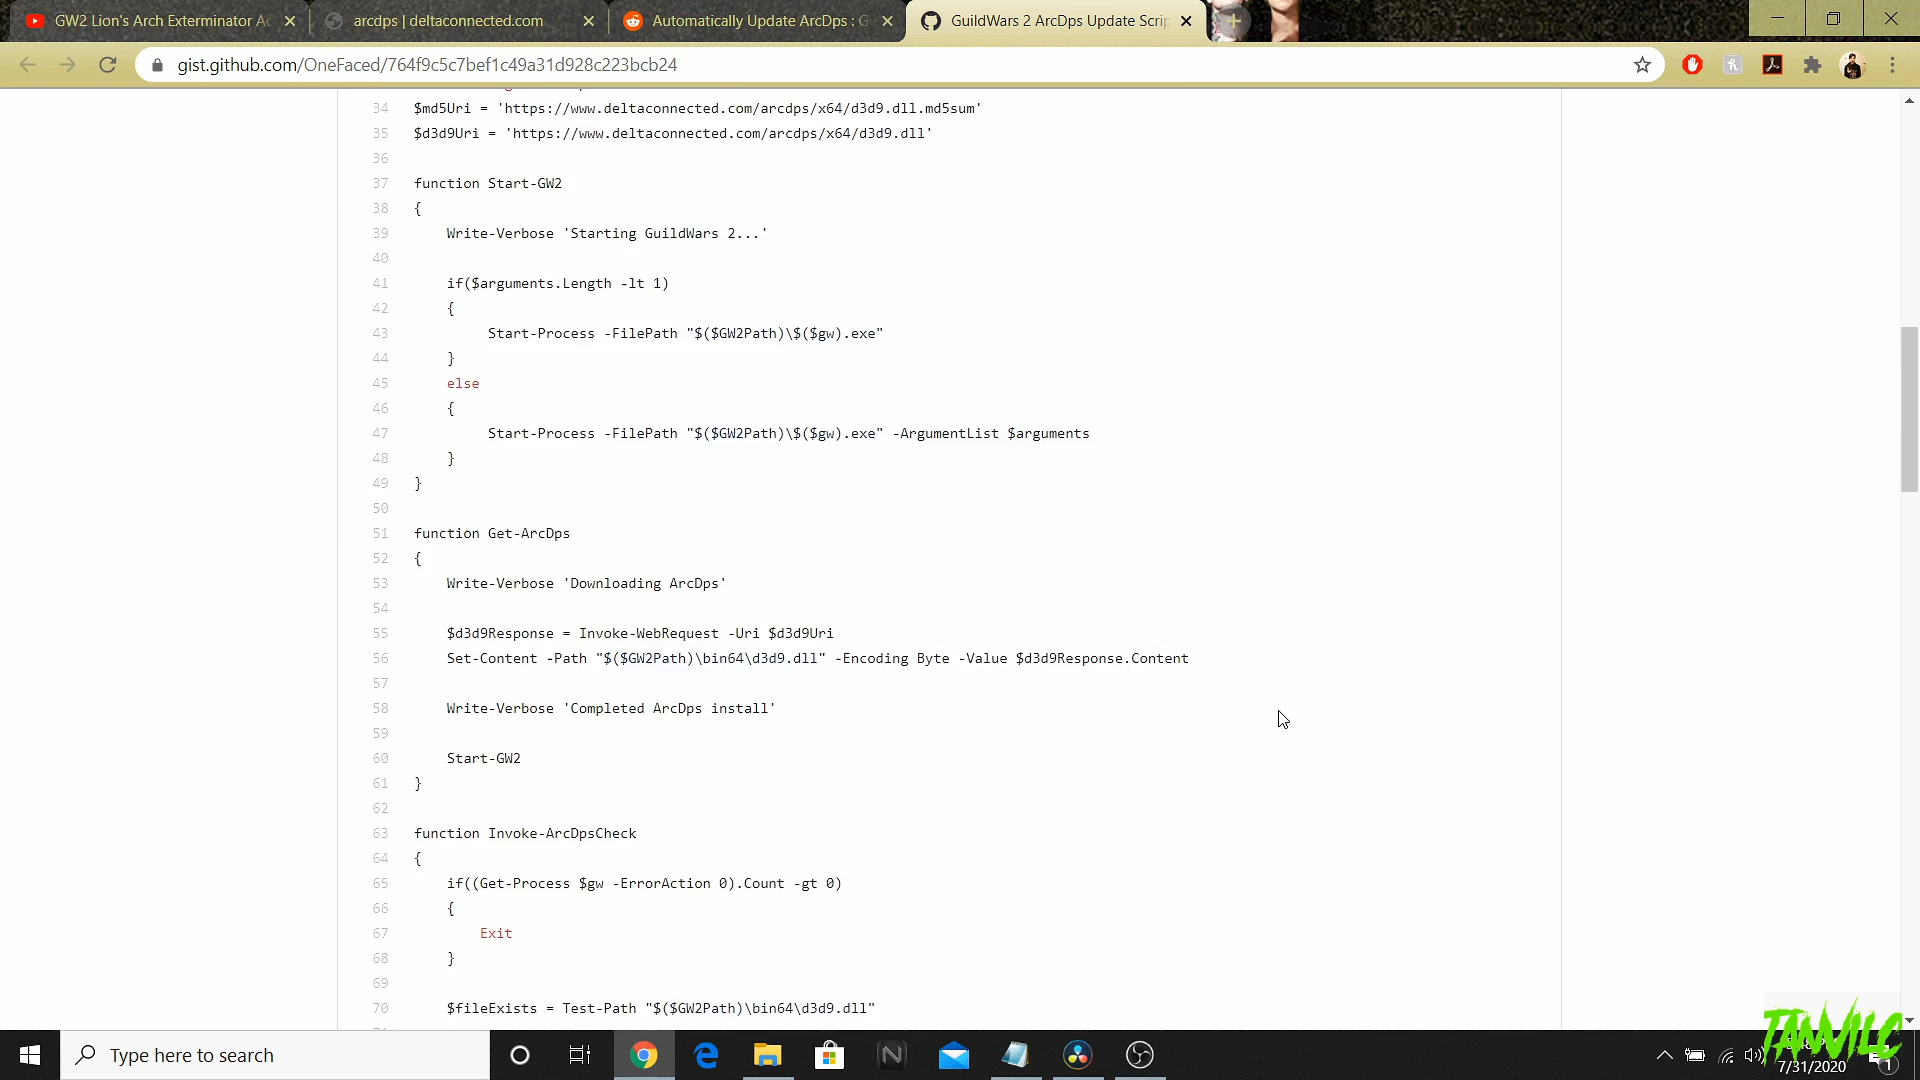 GW2 Lion's Arch Exterminator Ac
arcdps | deltaconnected.com
Automatically Update ArcDps : G
GuildWars 2 ArcDps Update Scrip
gist.github.com/OneFaced/764f9c5c7bef1c49a31d928c223bcb24
34 $md5Uri = 'https://www.deltaconnected.com/arcdps/x64/d3d9.dll.md5sum'
35 $d3d9Uri = 'https://www.deltaconnected.com/arcdps/x64/d3d9.dll'
36
37 function Start-GW2
38 {
39 Write-Verbose 'Starting GuildWars 2...'
40
41 if($arguments.Length -lt 1)
42 {
43 Start-Process -FilePath "$($GW2Path)\$($gw).exe"
44 }
45 else
46 {
47 Start-Process -FilePath "$($GW2Path)\$($gw).exe" -ArgumentList $arguments
48 }
49 }
50
51 function Get-ArcDps
52 {
53 Write-Verbose 'Downloading ArcDps'
54
55 $d3d9Response = Invoke-WebRequest -Uri $d3d9Uri
56 Set-Content -Path "$($GW2Path)\bin64\d3d9.dll" -Encoding Byte -Value $d3d9Response.Content
57
58 Write-Verbose 'Completed ArcDps install'
59
60 Start-GW2
61 }
62
63 function Invoke-ArcDpsCheck
64 {
65 if((Get-Process $gw -ErrorAction 0).Count -gt 0)
66 {
67 Exit
68 }
69
70 $fileExists = Test-Path "$($GW2Path)\bin64\d3d9.dll"
Type here to search
TANVILC
7/31/2020
1